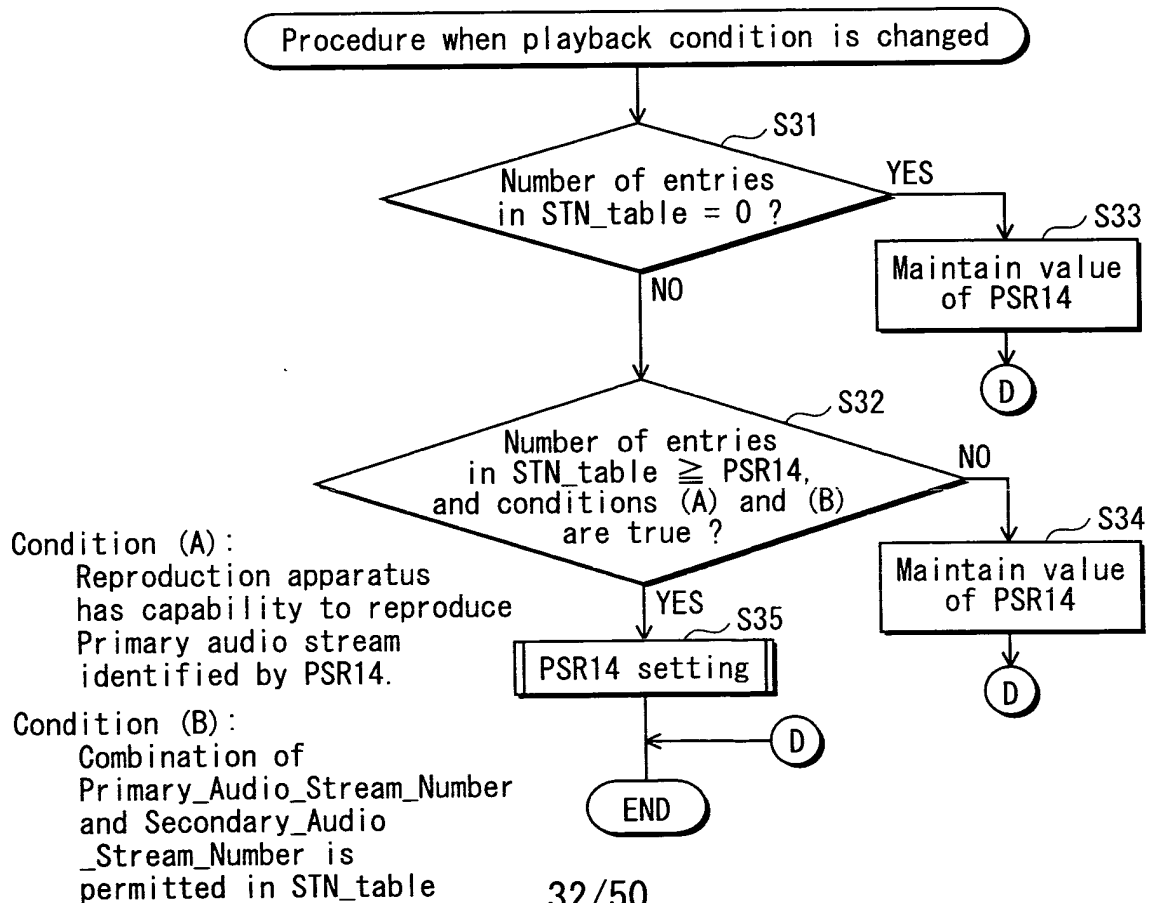 Procedure when playback condition is changed
S31
Number of entries
in STN_table = 0 ?
YES
S33
Maintain value
of PSR14
D
NO
S32
Number of entries
in STN_table ≧ PSR14,
and conditions (A) and (B)
are true ?
NO
S34
Maintain value
of PSR14
D
YES
S35
PSR14 setting
D
END
Condition (A):
Reproduction apparatus
has capability to reproduce
Primary audio stream
identified by PSR14.
Condition (B):
Combination of
Primary_Audio_Stream_Number
and Secondary_Audio
_Stream_Number is
permitted in STN_table
32/50